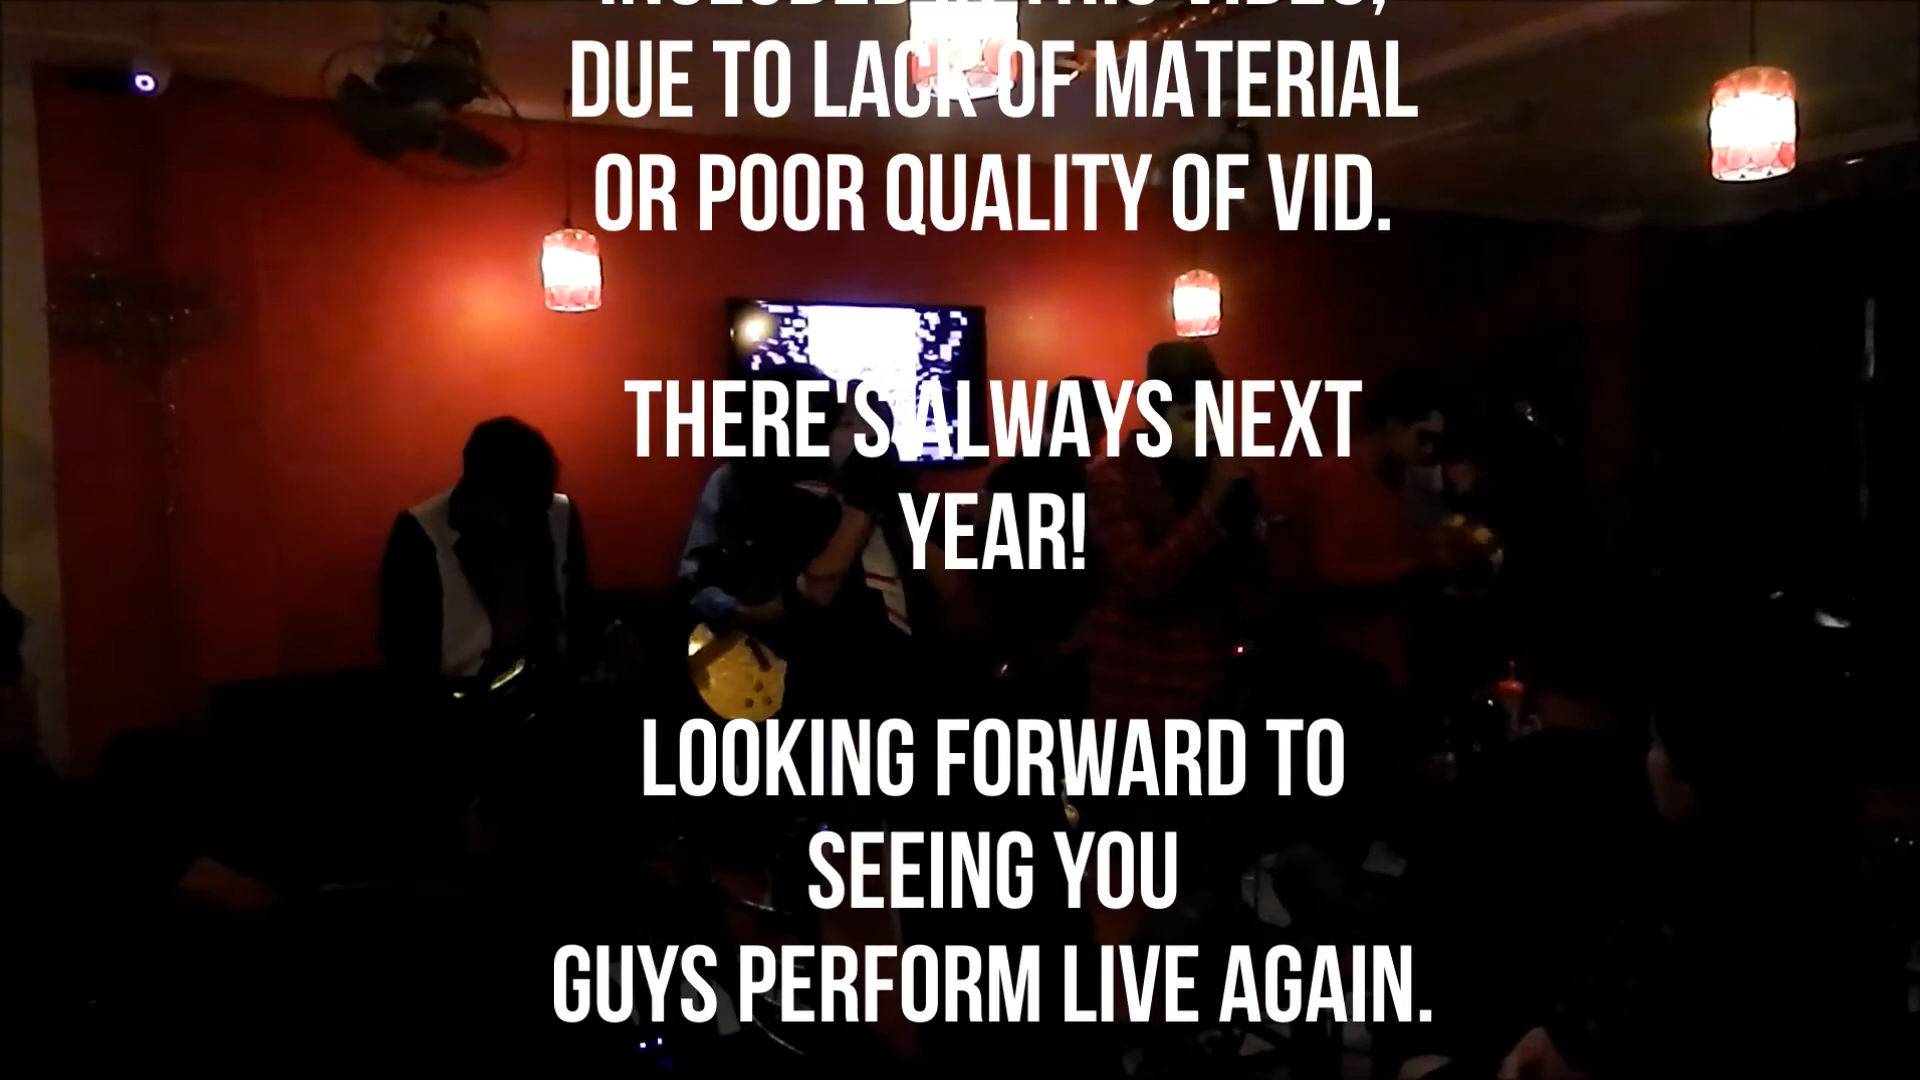 DUE TO LACK OF MATERIAL
OR POOR QUALITY OF VID.
THERE'S ALWAYS NEXT
YEAR!
LOOKING FORWARD TO
SEEING YOU
GUYS PERFORM LIVE AGAIN.